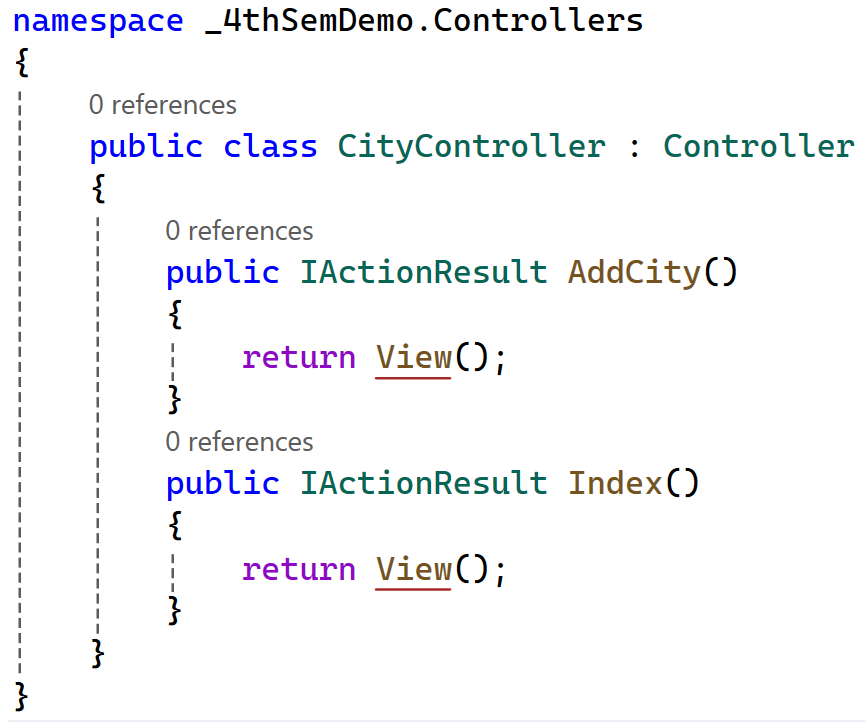 namespace _4thSemDemo.Controllers
{
0 references
public class CityController : Controller
{
0 references
public IActionResult AddCity()
{
return View();
}
0 references
public IActionResult Index()
{
return View();
}
}
}